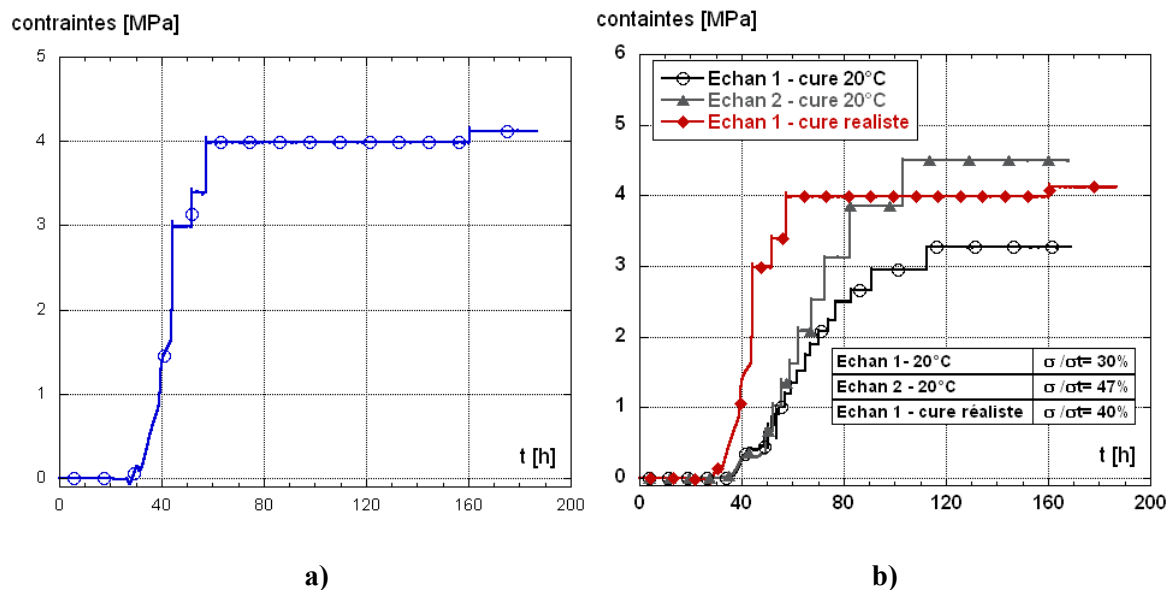 contraintes [MPa]
5
4
3
2
1
0
0
40
80
120
160
200
t [h]
a)
containtes [MPa]
6
5
4
3
2
1
0
0
40
80
120
160
200
t [h]
Echan 1 - cure 20°C
Echan 2 - cure 20°C
Echan 1 - cure realiste
Echan 1- 20°C σ /σt= 30%
Echan 2 - 20°C σ /σt= 47%
Echan 1 - cure réaliste σ /σt= 40%
b)